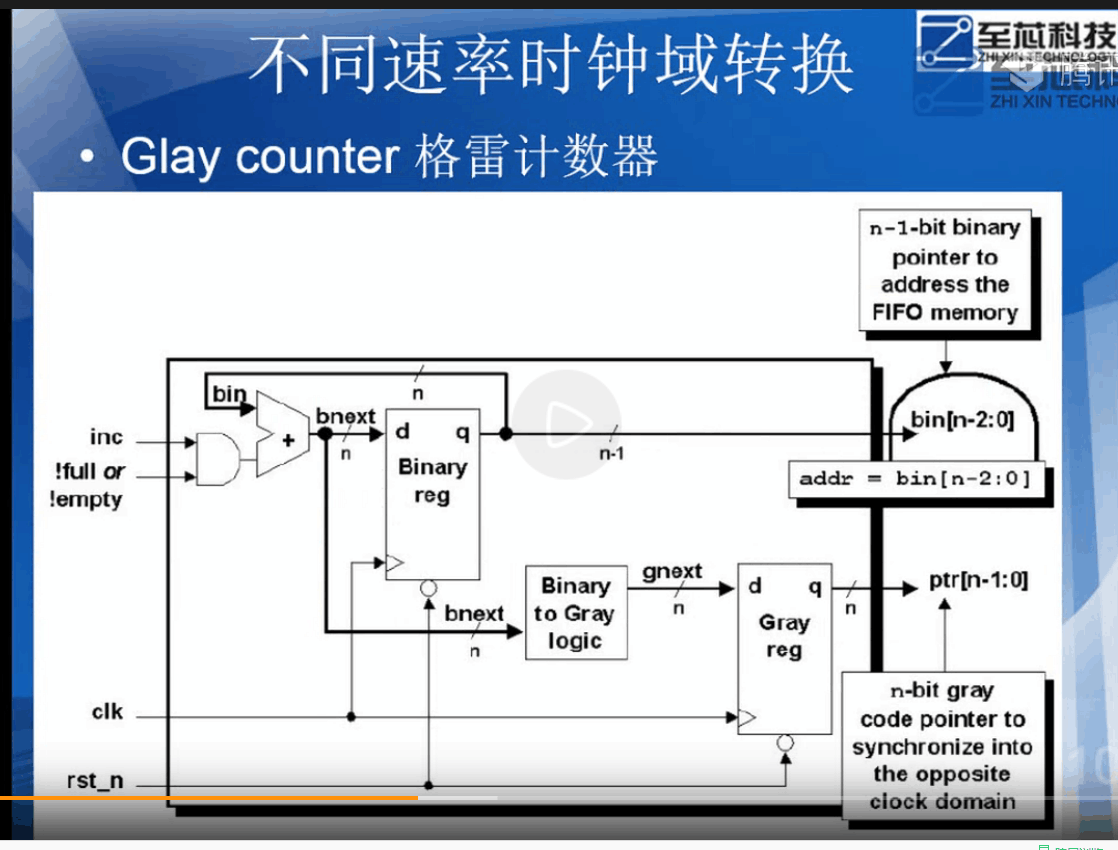 不同速率时钟域转换
至芯科技
ZHI XIN TECHNOLOGY
ZHI XIN TECHN
• Glay counter 格雷计数器
n-1-bit binary
pointer to
address the
FIFO memory
bin
n
bnext
n
inc
!full or
!empty
+
d
q
Binary
reg
n-1
bin[n-2:0]
addr = bin[n-2:0]
bnext
n
Binary
to Gray
logic
gnext
n
d
q
Gray
reg
n
ptr[n-1:0]
n-bit gray
code pointer to
synchronize into
the opposite
clock domain
clk
rst_n
10